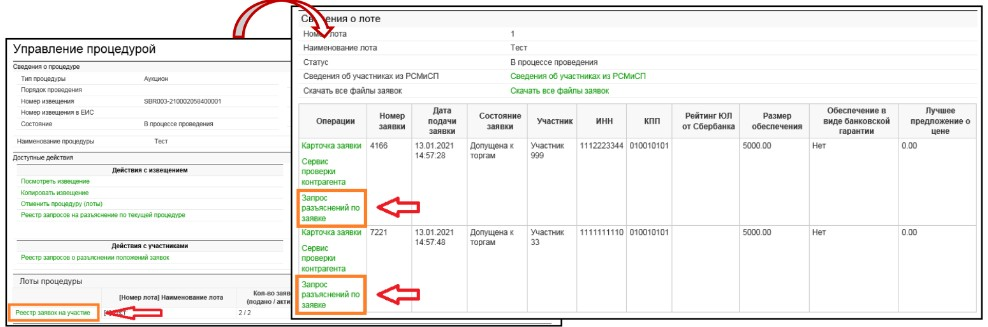 Управление процедурой
Сведения о процедуре
Тип процедуры Аукцион
Порядок проведения
Номер извещения SBR003-210002058400001
Номер извещения в ЕИС
Состояние В процессе проведения
Наименование процедуры Тест
Доступные действия
Действия с извещением
Посмотреть извещение
Копировать извещение
Отменить процедуру (лоты)
Реестр запросов на разъяснение по текущей процедуре
Действия с участниками
Реестр запросов о разъяснении положений заявок
Лоты процедуры
[Номер лота] Наименование лота
Кол-во заяв
(подано / акти
Реестр заявок на участие
2 / 2
Сведения о лоте
Номер лота 1
Наименование лота Тест
Статус В процессе проведения
Сведения об участниках из РСМиСП Сведения об участниках из РСМиСП
Скачать все файлы заявок Скачать все файлы заявок
Операции
Номер
заявки
Дата
подачи
заявки
Состояние
заявки
Участник
ИНН
КПП
Рейтинг ЮЛ
от Сбербанка
Размер
обеспечения
Обеспечение в
виде банковской
гарантии
Лучшее
предложение о
цене
Карточка заявки
Сервис
проверки
контрагента
Запрос
разъяснений по
заявке
4166
13.01.2021
14:57:28
Допущена к
торгам
Участник
999
1112223344
010010101
5000.00
Нет
0.00
Карточка заявки
Сервис
проверки
контрагента
Запрос
разъяснений по
заявке
7221
13.01.2021
14:57:48
Допущена к
торгам
Участник
33
1111111110
010010101
5000.00
Нет
0.00